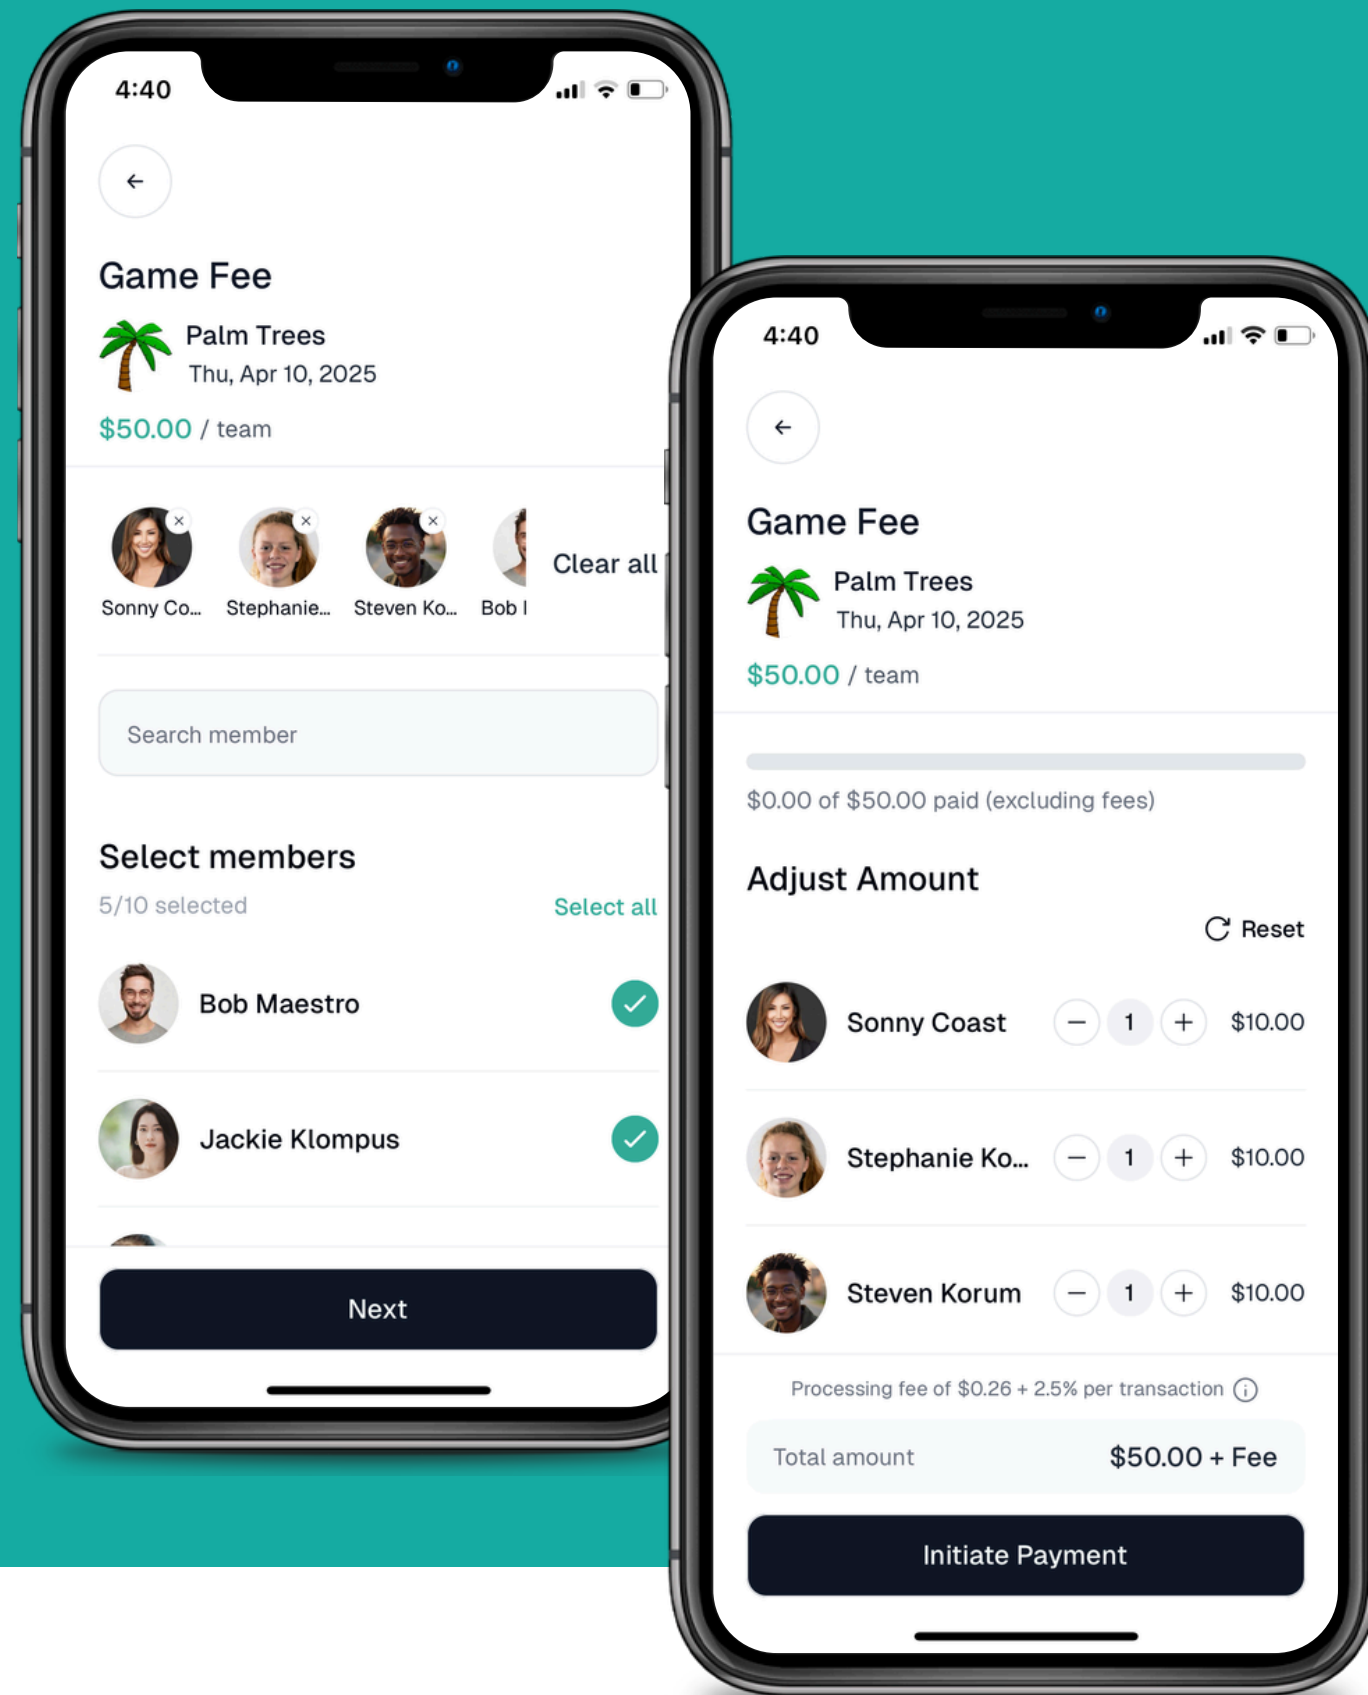 4:40
Game Fee
Palm Trees
Thu, Apr 10, 2025
$50.00 / team
Sonny Co... Stephanie... Steven Ko... Bob
Clear all
Search member
Select members
5/10 selected
Select all
Bob Maestro
Jackie Klompus
Next
4:40
Game Fee
Palm Trees
Thu, Apr 10, 2025
$50.00 / team
$0.00 of $50.00 paid (excluding fees)
Adjust Amount
Reset
Sonny Coast − 1 + $10.00
Stephanie Ko... − 1 + $10.00
Steven Korum − 1 + $10.00
Processing fee of $0.26 + 2.5% per transaction
Total amount $50.00 + Fee
Initiate Payment